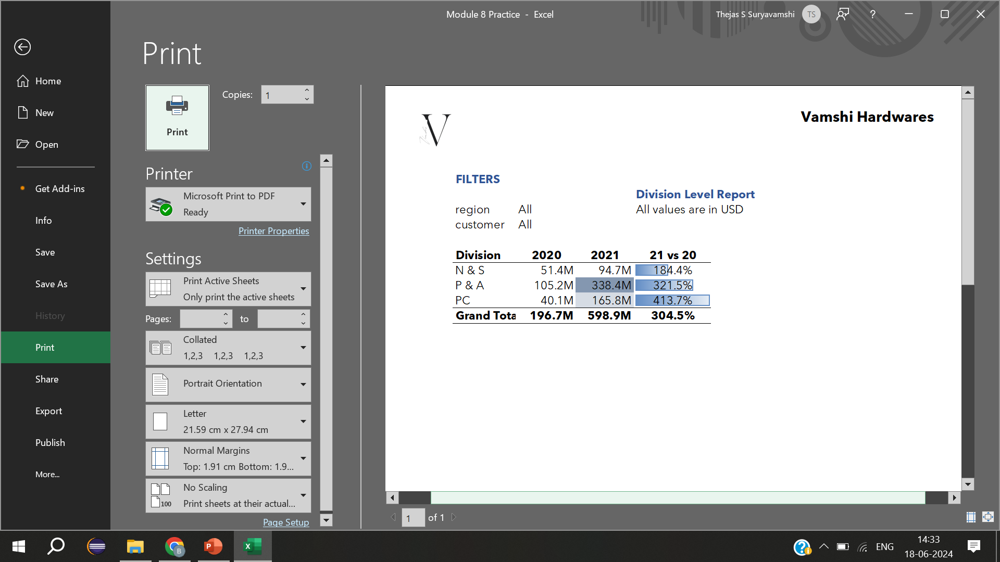 Module 8 Practice - Excel
Thejas S Suryavamshi
TS
?
Print
Home
New
Open
Get Add-ins
Info
Save
Save As
History
Print
Share
Export
Publish
More...
Print
Copies: 1
Printer
Microsoft Print to PDF
Ready
Printer Properties
Settings
Print Active Sheets
Only print the active sheets
Pages: to
Collated
1,2,3 1,2,3 1,2,3
Portrait Orientation
Letter
21.59 cm x 27.94 cm
Normal Margins
Top: 1.91 cm Bottom: 1.9...
No Scaling
100 Print sheets at their actual...
Page Setup
V
Vamshi Hardwares
FILTERS
Division Level Report
region All All values are in USD
customer All
Division 2020 2021 21 vs 20
N & S 51.4M 94.7M 184.4%
P & A 105.2M 338.4M 321.5%
PC 40.1M 165.8M 413.7%
Grand Tota 196.7M 598.9M 304.5%
1 of 1
B
P
X
ENG
14:33
18-06-2024